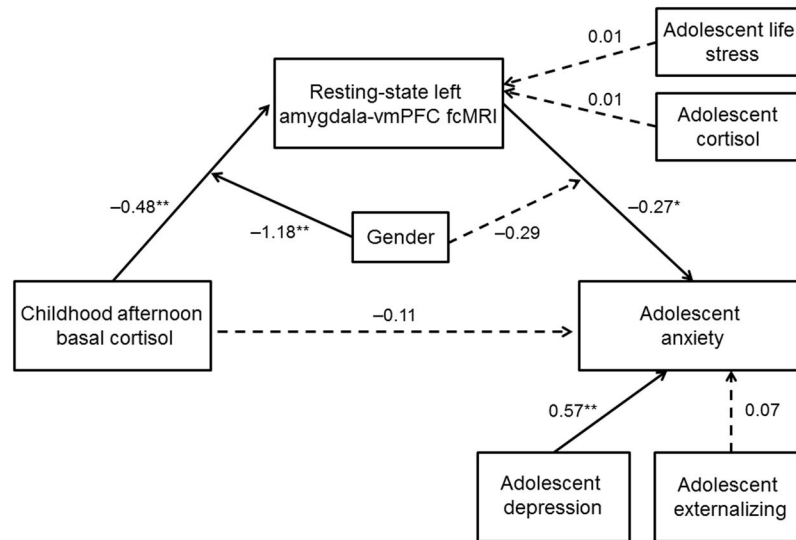 Adolescent life
stress
0.01
Resting-state left
amygdala-vmPFC fcMRI
0.01
Adolescent
cortisol
–0.48**
–1.18**
Gender
–0.29
–0.27*
Childhood afternoon
basal cortisol
–0.11
Adolescent
anxiety
0.57**
0.07
Adolescent
depression
Adolescent
externalizing